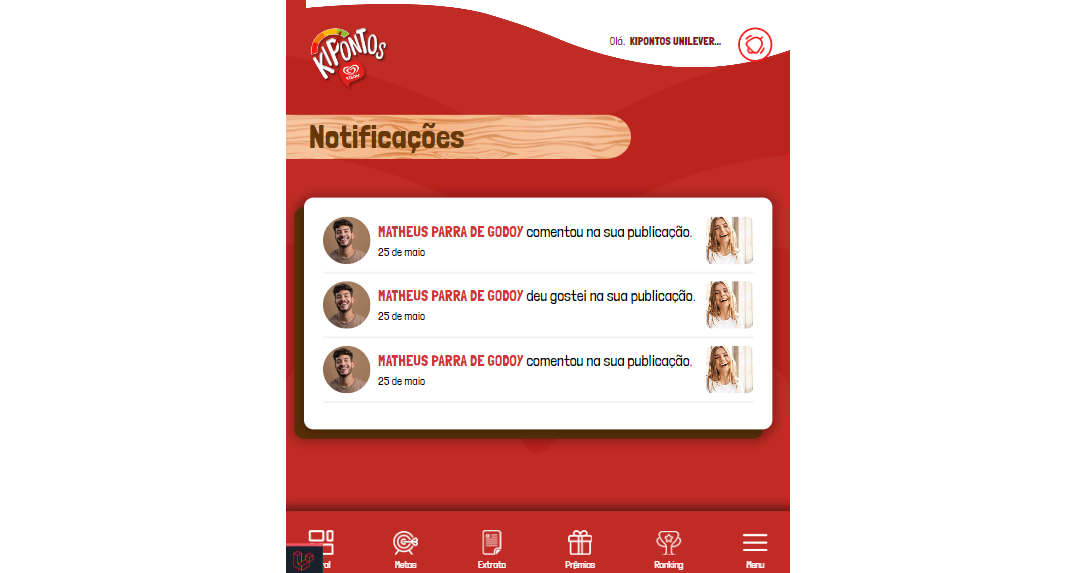 KIPONTOS
Olá, KIPONTOS UNILEVER...
Notificações
MATHEUS PARRA DE GODOY comentou na sua publicação.
25 de maio
MATHEUS PARRA DE GODOY deu gostei na sua publicação.
25 de maio
MATHEUS PARRA DE GODOY comentou na sua publicação.
25 de maio
Metas
Extrato
Prêmios
Ranking
Menu